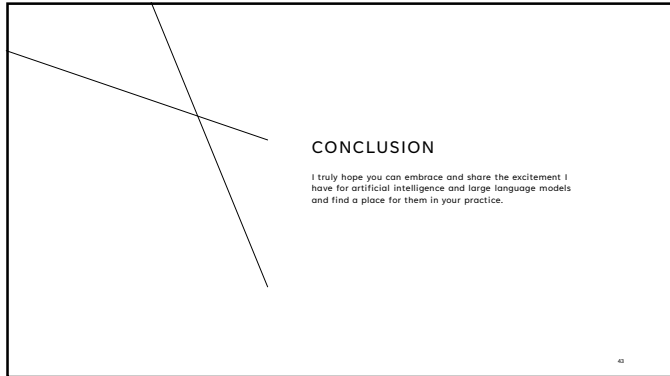 CONCLUSION
I truly hope you can embrace and share the excitement I
have for artificial intelligence and large language models
and find a place for them in your practice.
43